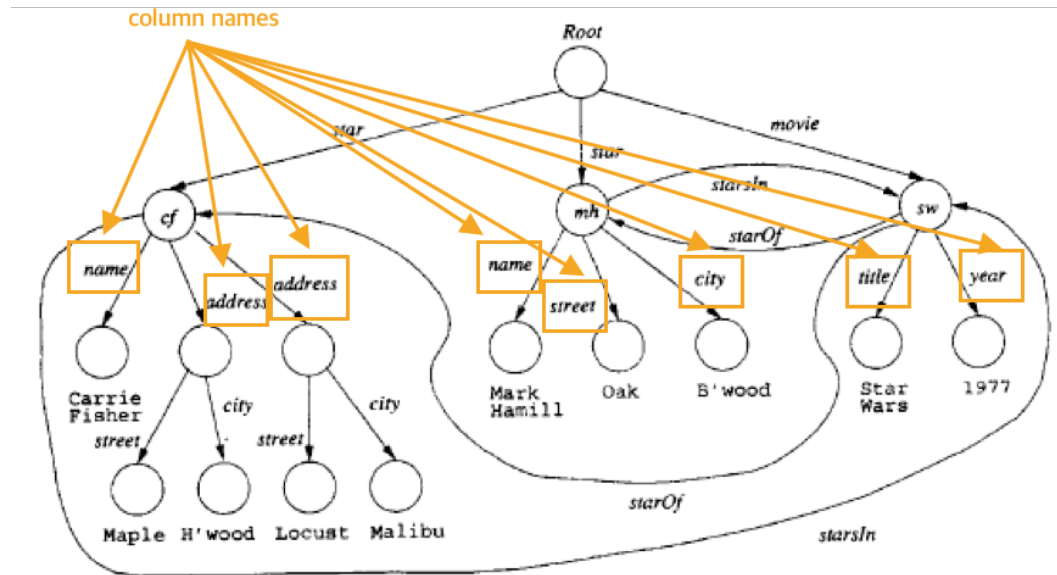 column names
Root
star
star
movie
starsIn
cf
mh
sw
starOf
name
address
address
name
street
city
title
year
Carrie
Fisher
Mark
Hamill
Oak
B'wood
Star
Wars
1977
street
city
street
city
Maple
H'wood
Locust
Malibu
starOf
starsIn